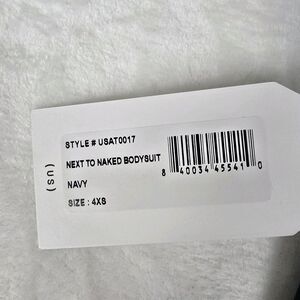 (us)
STYLE # USAT0017
NEXT TO NAKED BODYSUIT
NAVY
SIZE : 4XS
8 40034 45541 0